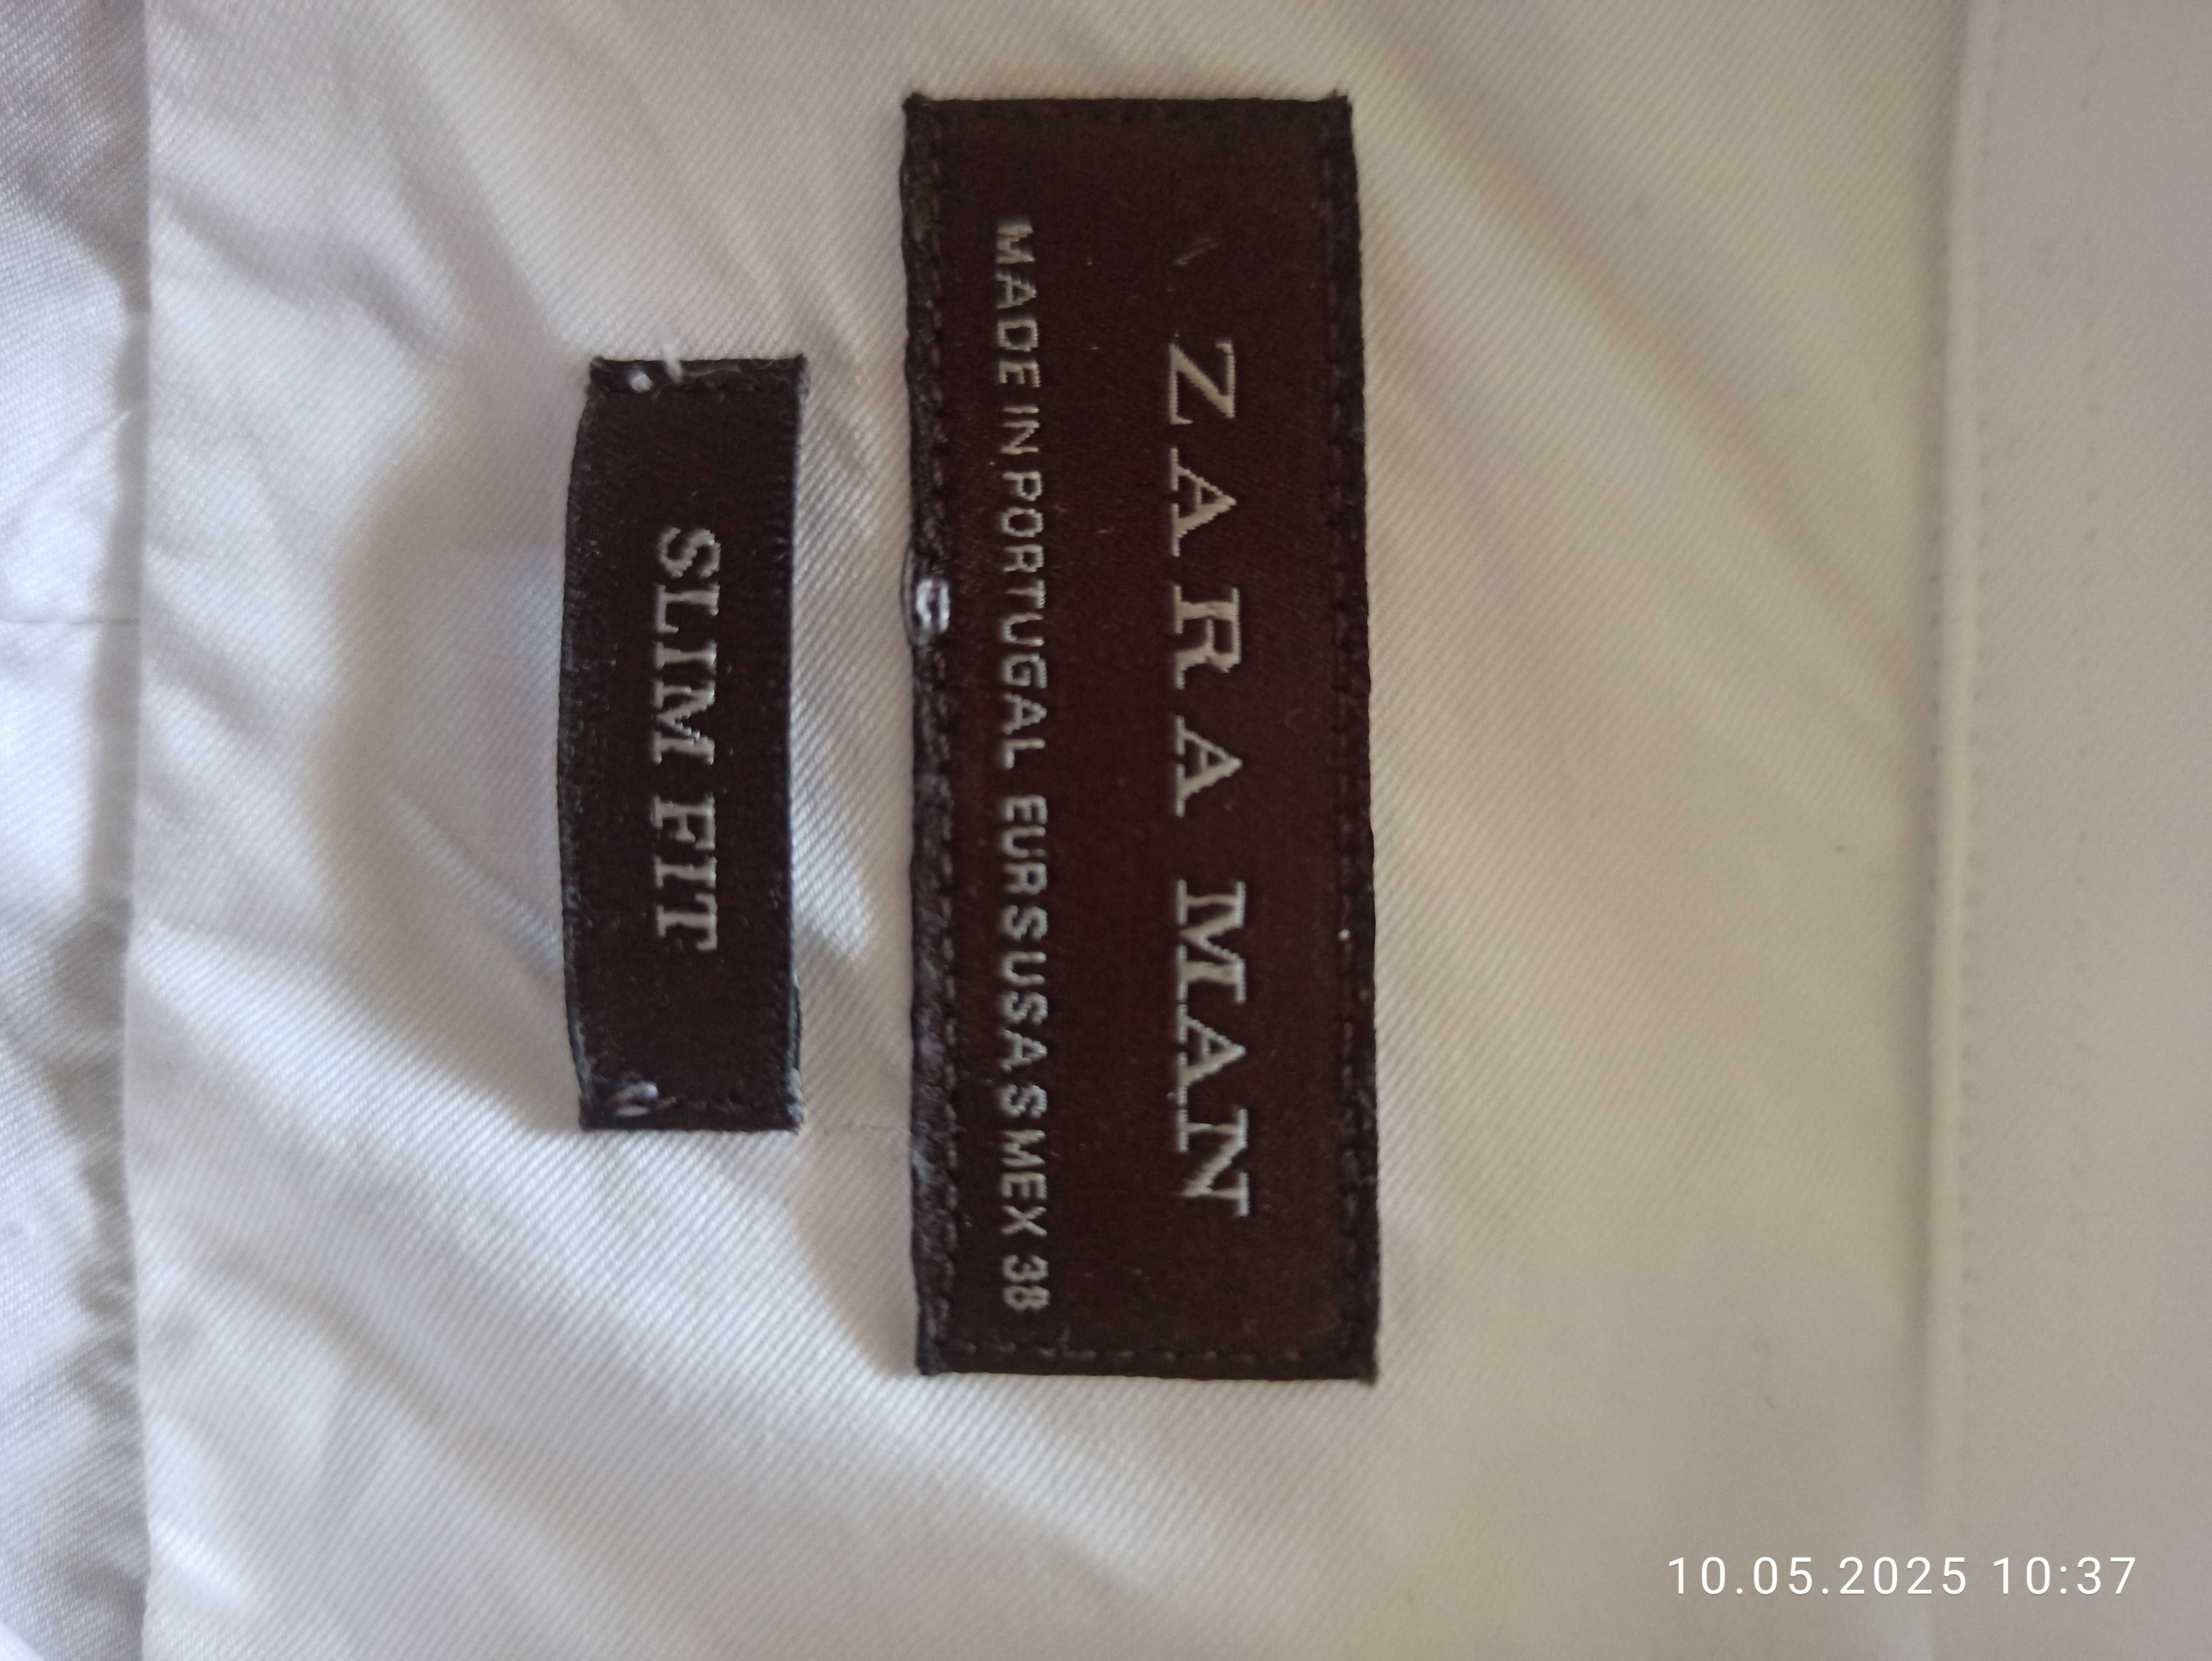 ZARA MAN
MADE IN PORTUGAL EUR S USA S MEX 38
SLIM FIT
10.05.2025 10:37